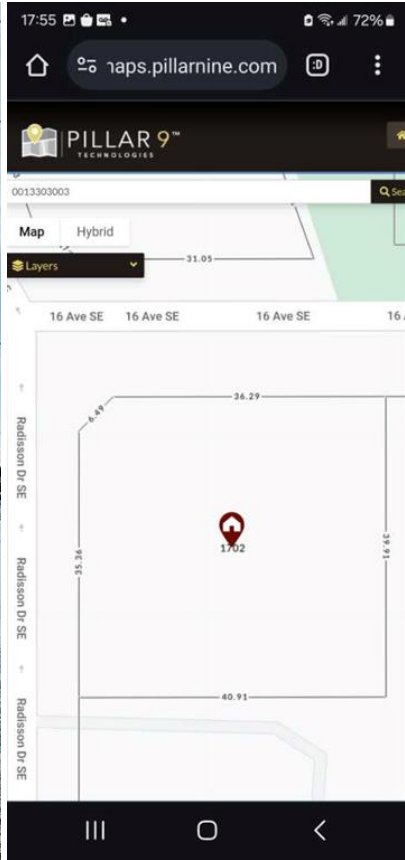 17:55 72%
naps.pillarnine.com :D
PILLAR 9™
TECHNOLOGIES
0013303003 Sea
Map Hybrid
Layers
31.05
16 Ave SE 16 Ave SE 16 Ave SE 16
36.29
6.49
Radisson Dr SE
1702
35.36
39.91
Radisson Dr SE
40.91
Radisson Dr SE